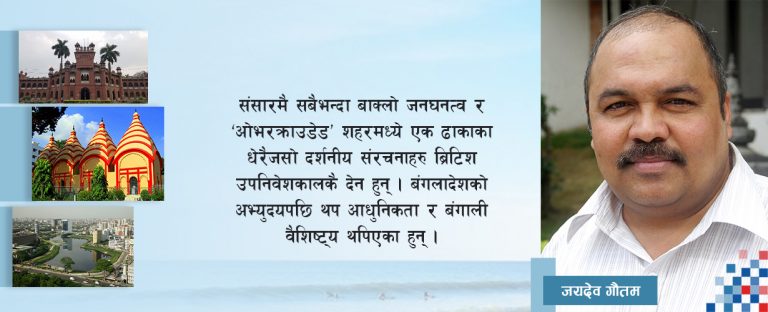 संसारमै सबैभन्दा बाक्लो जनघनत्व र
‘ओभरक्राउडेड’ शहरमध्ये एक ढाकाका
धेरैजसो दर्शनीय संरचनाहरु ब्रिटिश
उपनिवेशकालकै देन हुन् । बंगलादेशको
अभ्युदयपछि थप आधुनिकता र बंगाली
वैशिष्ट्य थपिएका हुन् ।
जयदेव गौतम